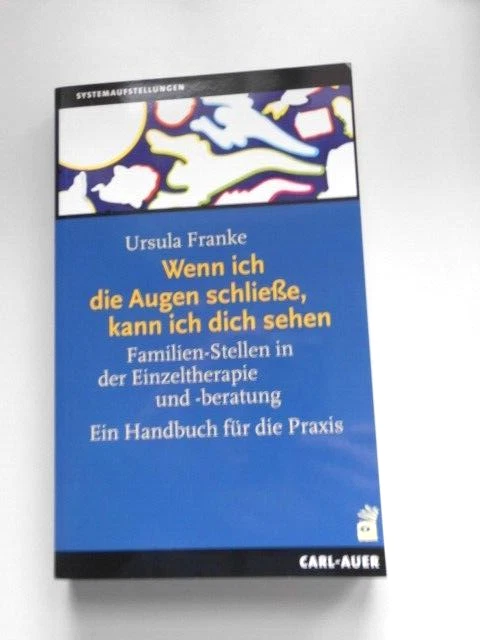 SYSTEMAUFSTELLUNGEN
Ursula Franke
Wenn ich
die Augen schließe,
kann ich dich sehen
Familien-Stellen in
der Einzeltherapie
und -beratung
Ein Handbuch für die Praxis
CARL-AUER